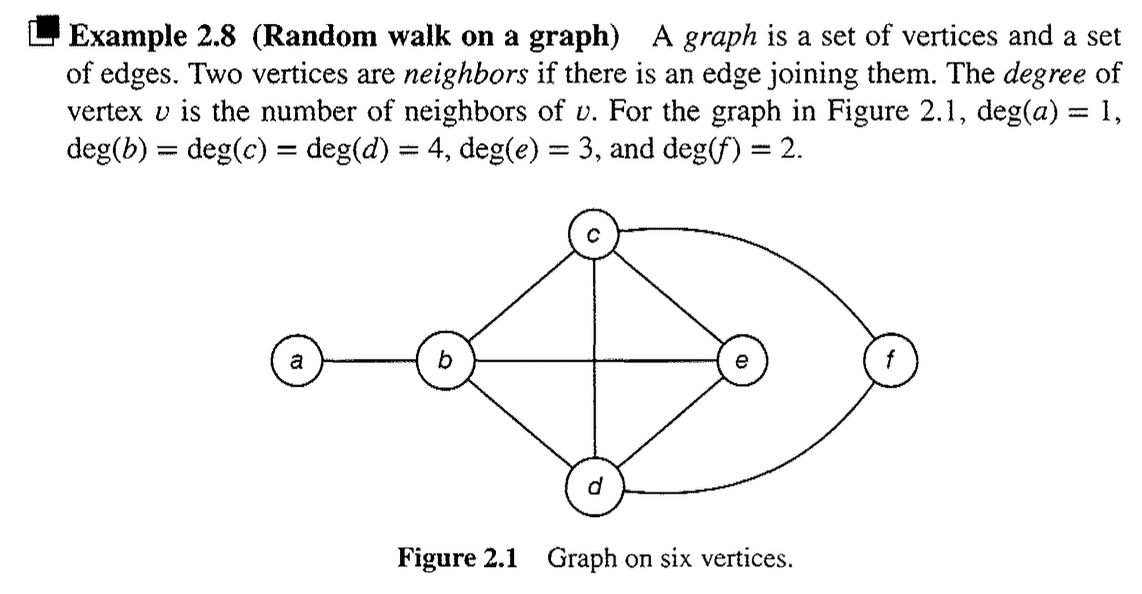 Example 2.8 (Random walk on a graph) A graph is a set of vertices and a set
of edges. Two vertices are neighbors if there is an edge joining them. The degree of
vertex v is the number of neighbors of v. For the graph in Figure 2.1, deg(a) = 1,
deg(b) = deg(c) = deg(d) = 4, deg(e) = 3, and deg(f) = 2.
c
a b e f
d
Figure 2.1 Graph on six vertices.